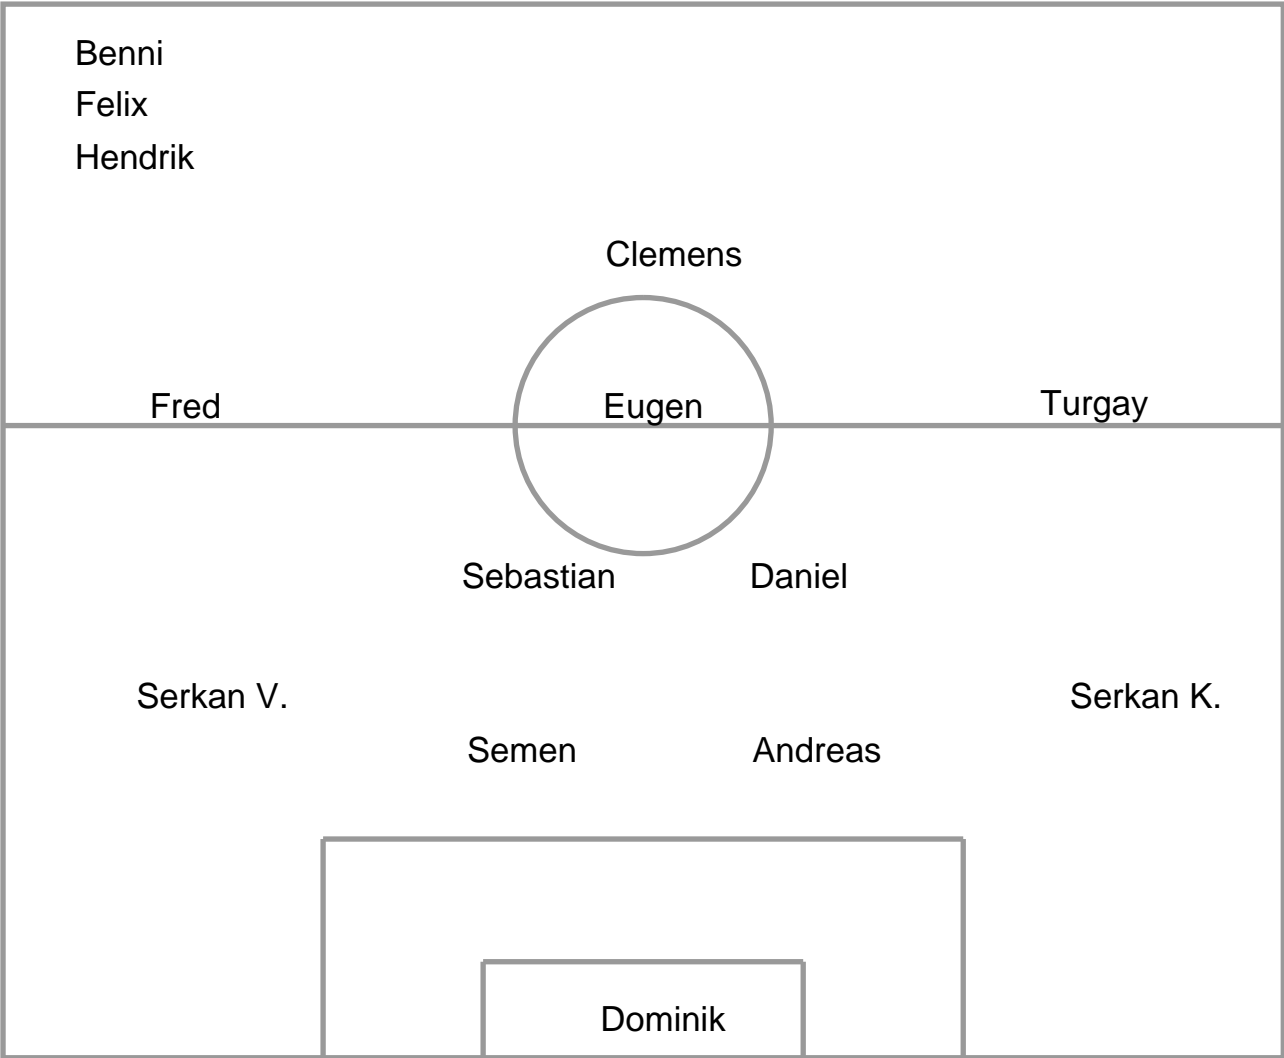 Benni
Felix
Hendrik
Clemens
Fred Eugen Turgay
Sebastian Daniel
Serkan V. Serkan K.
Semen Andreas
Dominik